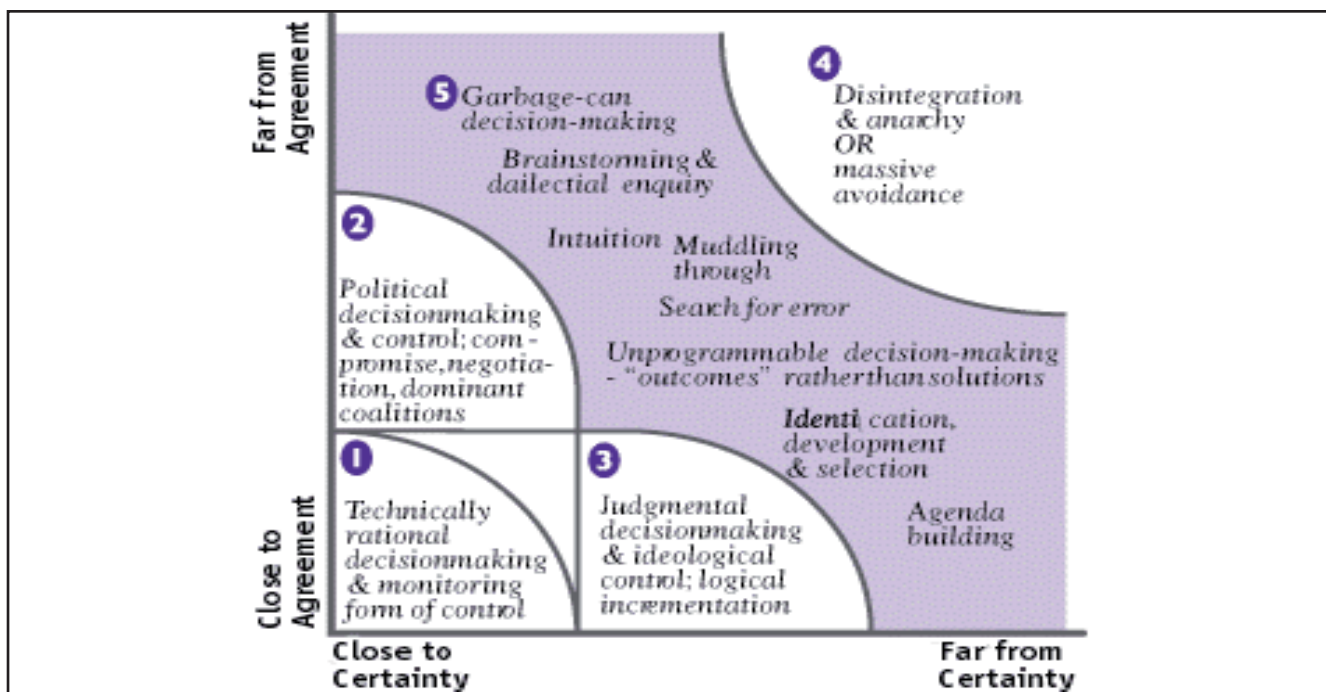 Far from
Agreement
5 Garbage-can
decision-making
Brainstorming &
dailectial enquiry
Intuition
Muddling
through
Search for error
Unprogrammable decision-making
- "outcomes" rather than solutions
Identi cation,
development
& selection
Agenda
building
4
Disintegration
& anarchy
OR
massive
avoidance
2
Political
decisionmaking
& control; com-
promise, negotia-
tion, dominant
coalitions
1
Technically
rational
decisionmaking
& monitoring
form of control
3
Judgmental
decisionmaking
& ideological
control; logical
incrementation
Close to
Agreement
Close to
Certainty
Far from
Certainty